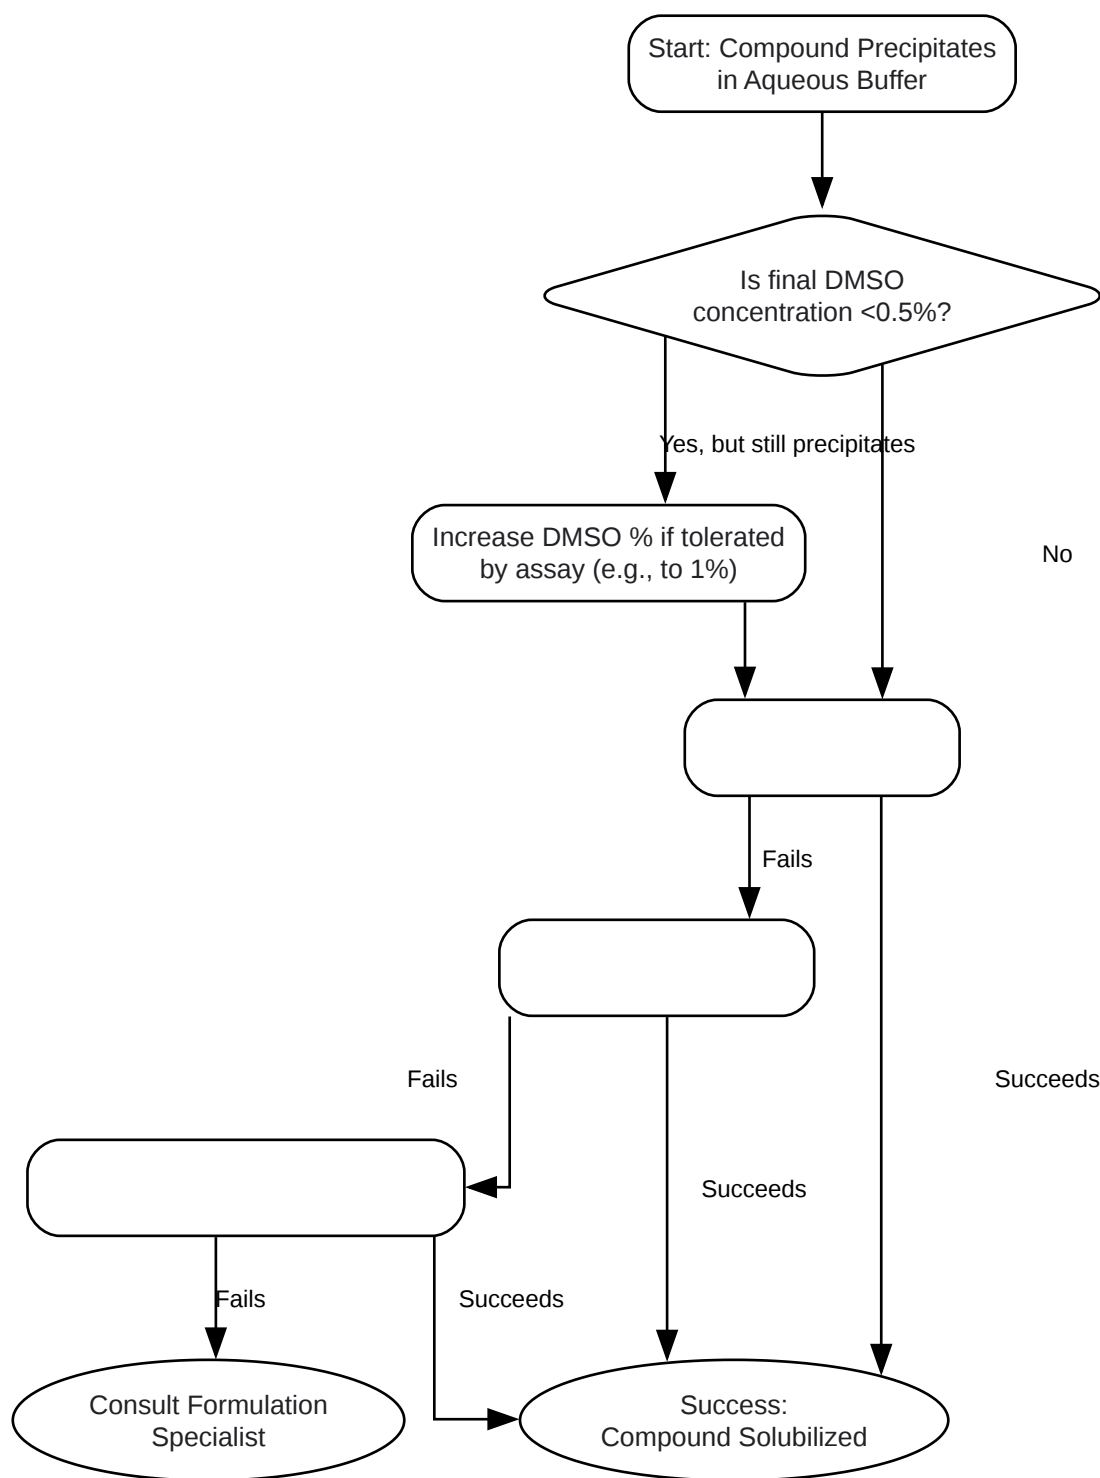 Start: Compound Precipitates
in Aqueous Buffer
Is final DMSO
concentration <0.5%?
Yes, but still precipitates
Increase DMSO % if tolerated
by assay (e.g., to 1%)
No
Fails
Fails
Succeeds
Succeeds
Fails
Succeeds
Consult Formulation
Specialist
Success:
Compound Solubilized